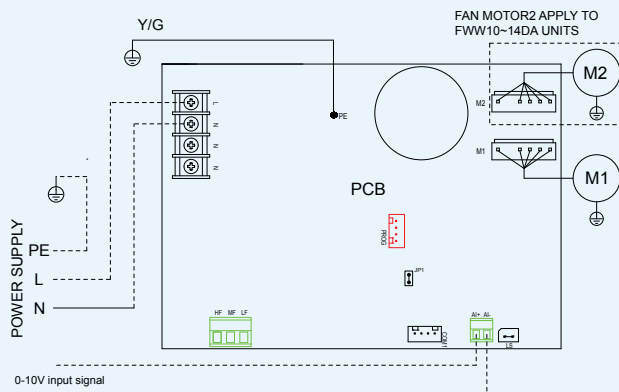 FAN MOTOR2 APPLY TO
FWW10~14DA UNITS
Y/G
M2
M2
L
N
N
N
PE
M1
M1
PCB
PROG
POWER SUPPLY
PE
L
N
JP1
HF MF LF
COM1
AI+ AI-
LS
0-10V input signal